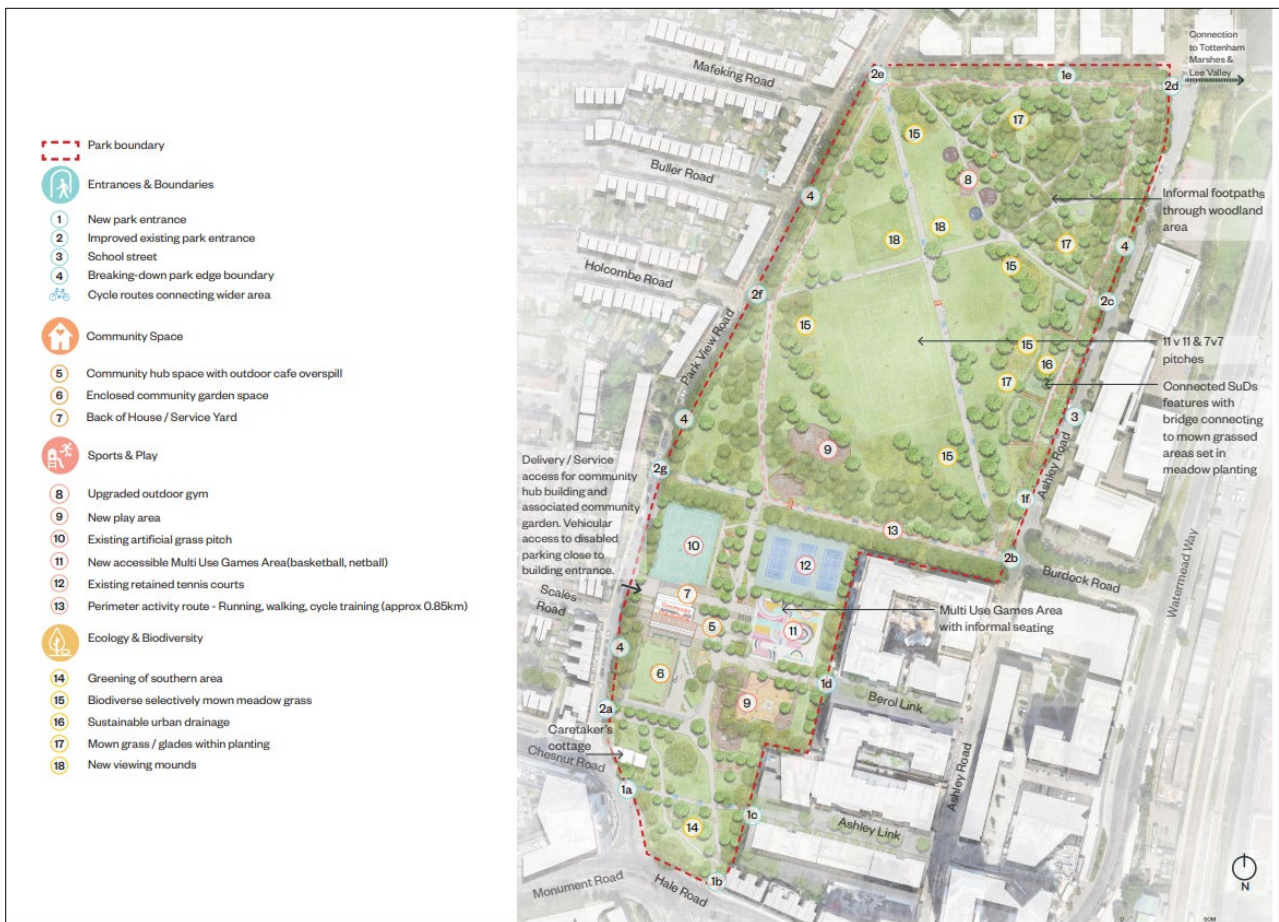 Park boundary
Entrances & Boundaries
1 New park entrance
2 Improved existing park entrance
3 School street
4 Breaking-down park edge boundary
Cycle routes connecting wider area
Community Space
5 Community hub space with outdoor cafe overspill
6 Enclosed community garden space
7 Back of House / Service Yard
Sports & Play
8 Upgraded outdoor gym
9 New play area
10 Existing artificial grass pitch
11 New accessible Multi Use Games Area(basketball, netball)
12 Existing retained tennis courts
13 Perimeter activity route - Running, walking, cycle training (approx 0.85km)
Ecology & Biodiversity
14 Greening of southern area
15 Biodiverse selectively mown meadow grass
16 Sustainable urban drainage
17 Mown grass / glades within planting
18 New viewing mounds
Connection
to Tottenham
Marshes &
Lee Valley
Mafeking Road
2e
1e
2d
17
15
Buller Road
8
4
Informal footpaths
through woodland
area
18
18
17
4
Holcombe Road
15
2f
2c
Park View Road
15
15
11 v 11 & 7v7
pitches
16
17
Connected SuDs
features with
bridge connecting
to mown grassed
areas set in
meadow planting
4
3
Ashley Road
9
15
2g
Delivery / Service
access for community
hub building and
associated community
garden. Vehicular
access to disabled
parking close to
building entrance.
1f
13
10
12
2b
Burdock Road
Watermead Way
Scales
Road
7
Community
5
11
Multi Use Games Area
with informal seating
4
6
1d
9
Berol Link
2a
Caretaker's
cottage
Chesnut Road
Ashley Road
1a
1c
14
Ashley Link
Monument Road
Hale Road
1b
N
0
50M